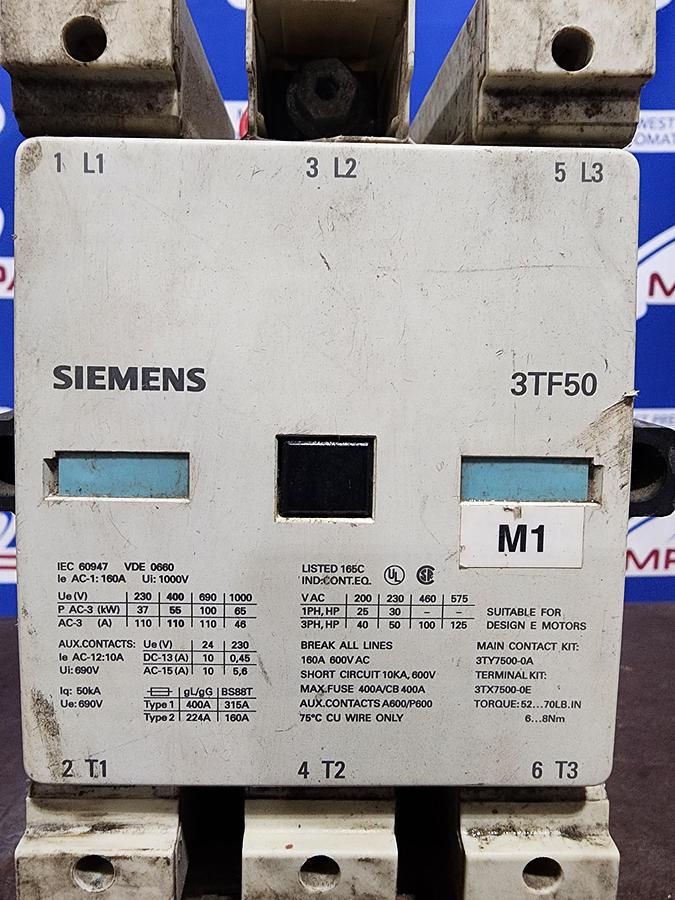 1 L1 3 L2 5 L3
SIEMENS 3TF50
M1
IEC 60947 VDE 0660
Ie AC-1: 160A Ui: 1000V
Ue (V) 230 400 690 1000
P AC-3 (kW) 37 55 100 65
AC-3 (A) 110 110 110 46
AUX.CONTACTS: Ue (V) 24 230
Ie AC-12:10A DC-13 (A) 10 0,45
Ui: 690V AC-15 (A) 10 5,6
Iq: 50kA gL/gG BS88T
Ue: 690V Type 1 400A 315A
Type 2 224A 160A
LISTED 165C
IND:CONT.EQ. UL SA
V AC 200 230 460 575
1PH, HP 25 30 – –
3PH, HP 40 50 100 125
BREAK ALL LINES
160A 600V AC
SHORT CIRCUIT 10KA, 600V
MAX.FUSE 400A/CB 400A
AUX.CONTACTS A600/P600
75°C CU WIRE ONLY
SUITABLE FOR
DESIGN E MOTORS
MAIN CONTACT KIT:
3TY7500-0A
TERMINAL KIT:
3TX7500-0E
TORQUE: 52...70LB.IN
6...8Nm
2 T1 4 T2 6 T3